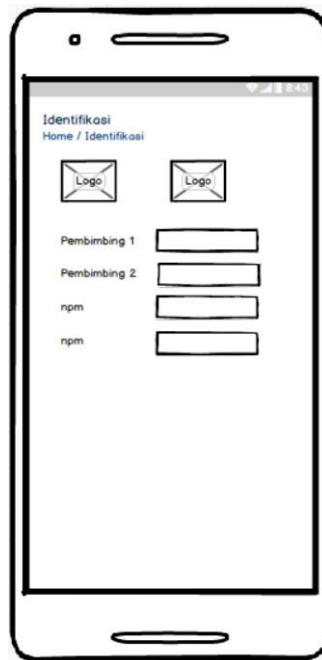 8:43
Identifikasi
Home / Identifikasi
Logo Logo
Pembimbing 1
Pembimbing 2
npm
npm